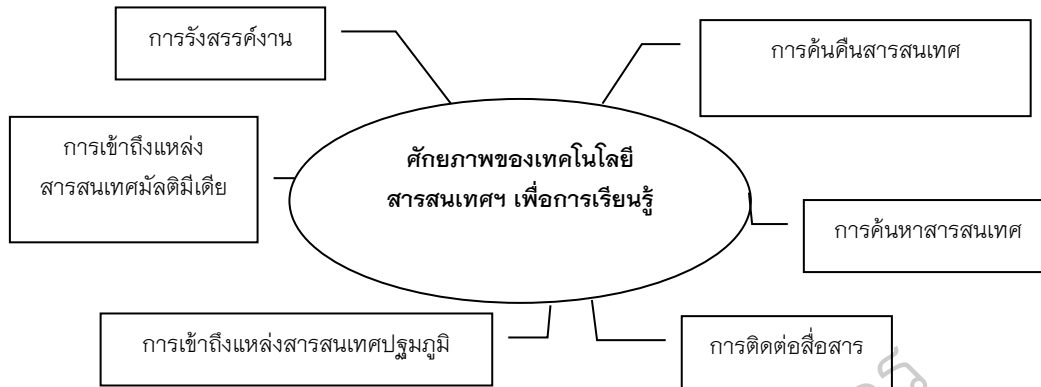 การรังสรรค์งาน
การค้นคืนสารสนเทศ
การเข้าถึงแหล่ง
สารสนเทศมัลติมีเดีย
ศักยภาพของเทคโนโลยี
สารสนเทศฯ เพื่อการเรียนรู้
การค้นหาสารสนเทศ
การเข้าถึงแหล่งสารสนเทศปฐมภูมิ
การติดต่อสื่อสาร